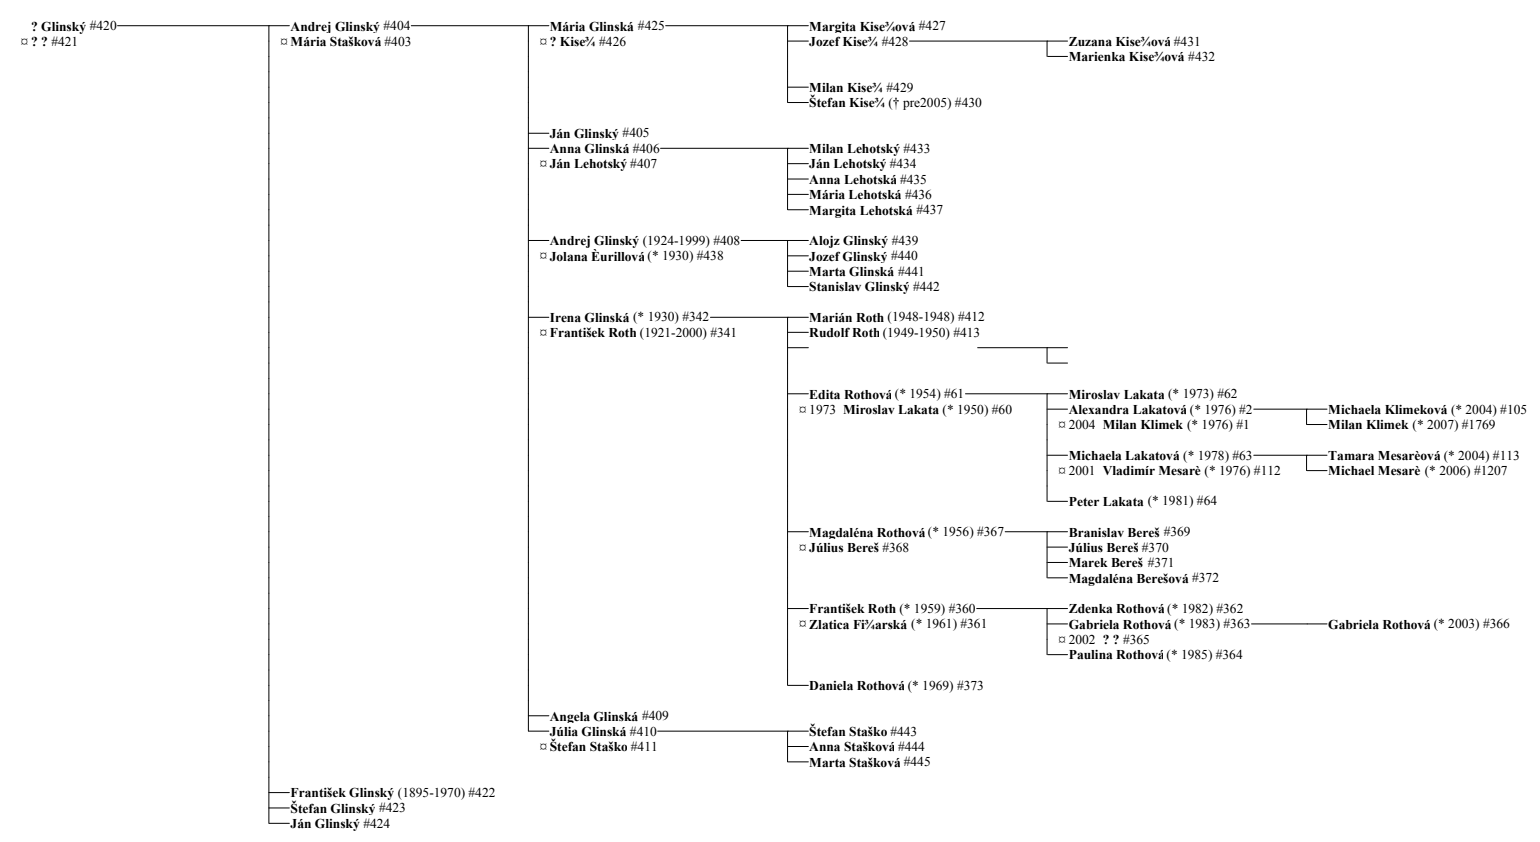 ? Glinský #420
¤ ? ? #421
Andrej Glinský #404
¤ Mária Stašková #403
Mária Glinská #425
¤ ? Kise¾ #426
Margita Kise¾ová #427
Jozef Kise¾ #428
Zuzana Kise¾ová #431
Marienka Kise¾ová #432
Milan Kise¾ #429
Štefan Kise¾ († pre2005) #430
Ján Glinský #405
Anna Glinská #406
¤ Ján Lehotský #407
Milan Lehotský #433
Ján Lehotský #434
Anna Lehotská #435
Mária Lehotská #436
Margita Lehotská #437
Andrej Glinský (1924-1999) #408
¤ Jolana Èurillová (* 1930) #438
Alojz Glinský #439
Jozef Glinský #440
Marta Glinská #441
Stanislav Glinský #442
Irena Glinská (* 1930) #342
¤ František Roth (1921-2000) #341
Marián Roth (1948-1948) #412
Rudolf Roth (1949-1950) #413
Edita Rothová (* 1954) #61
¤ 1973 Miroslav Lakata (* 1950) #60
Miroslav Lakata (* 1973) #62
Alexandra Lakatová (* 1976) #2
¤ 2004 Milan Klimek (* 1976) #1
Michaela Klimeková (* 2004) #105
Milan Klimek (* 2007) #1769
Michaela Lakatová (* 1978) #63
¤ 2001 Vladimír Mesarè (* 1976) #112
Tamara Mesarèová (* 2004) #113
Michael Mesarè (* 2006) #1207
Peter Lakata (* 1981) #64
Magdaléna Rothová (* 1956) #367
¤ Július Bereš #368
Branislav Bereš #369
Július Bereš #370
Marek Bereš #371
Magdaléna Berešová #372
František Roth (* 1959) #360
¤ Zlatica Fi¾arská (* 1961) #361
Zdenka Rothová (* 1982) #362
Gabriela Rothová (* 1983) #363
¤ 2002 ? ? #365
Gabriela Rothová (* 2003) #366
Paulina Rothová (* 1985) #364
Daniela Rothová (* 1969) #373
Angela Glinská #409
Júlia Glinská #410
¤ Štefan Staško #411
Štefan Staško #443
Anna Stašková #444
Marta Stašková #445
František Glinský (1895-1970) #422
Štefan Glinský #423
Ján Glinský #424